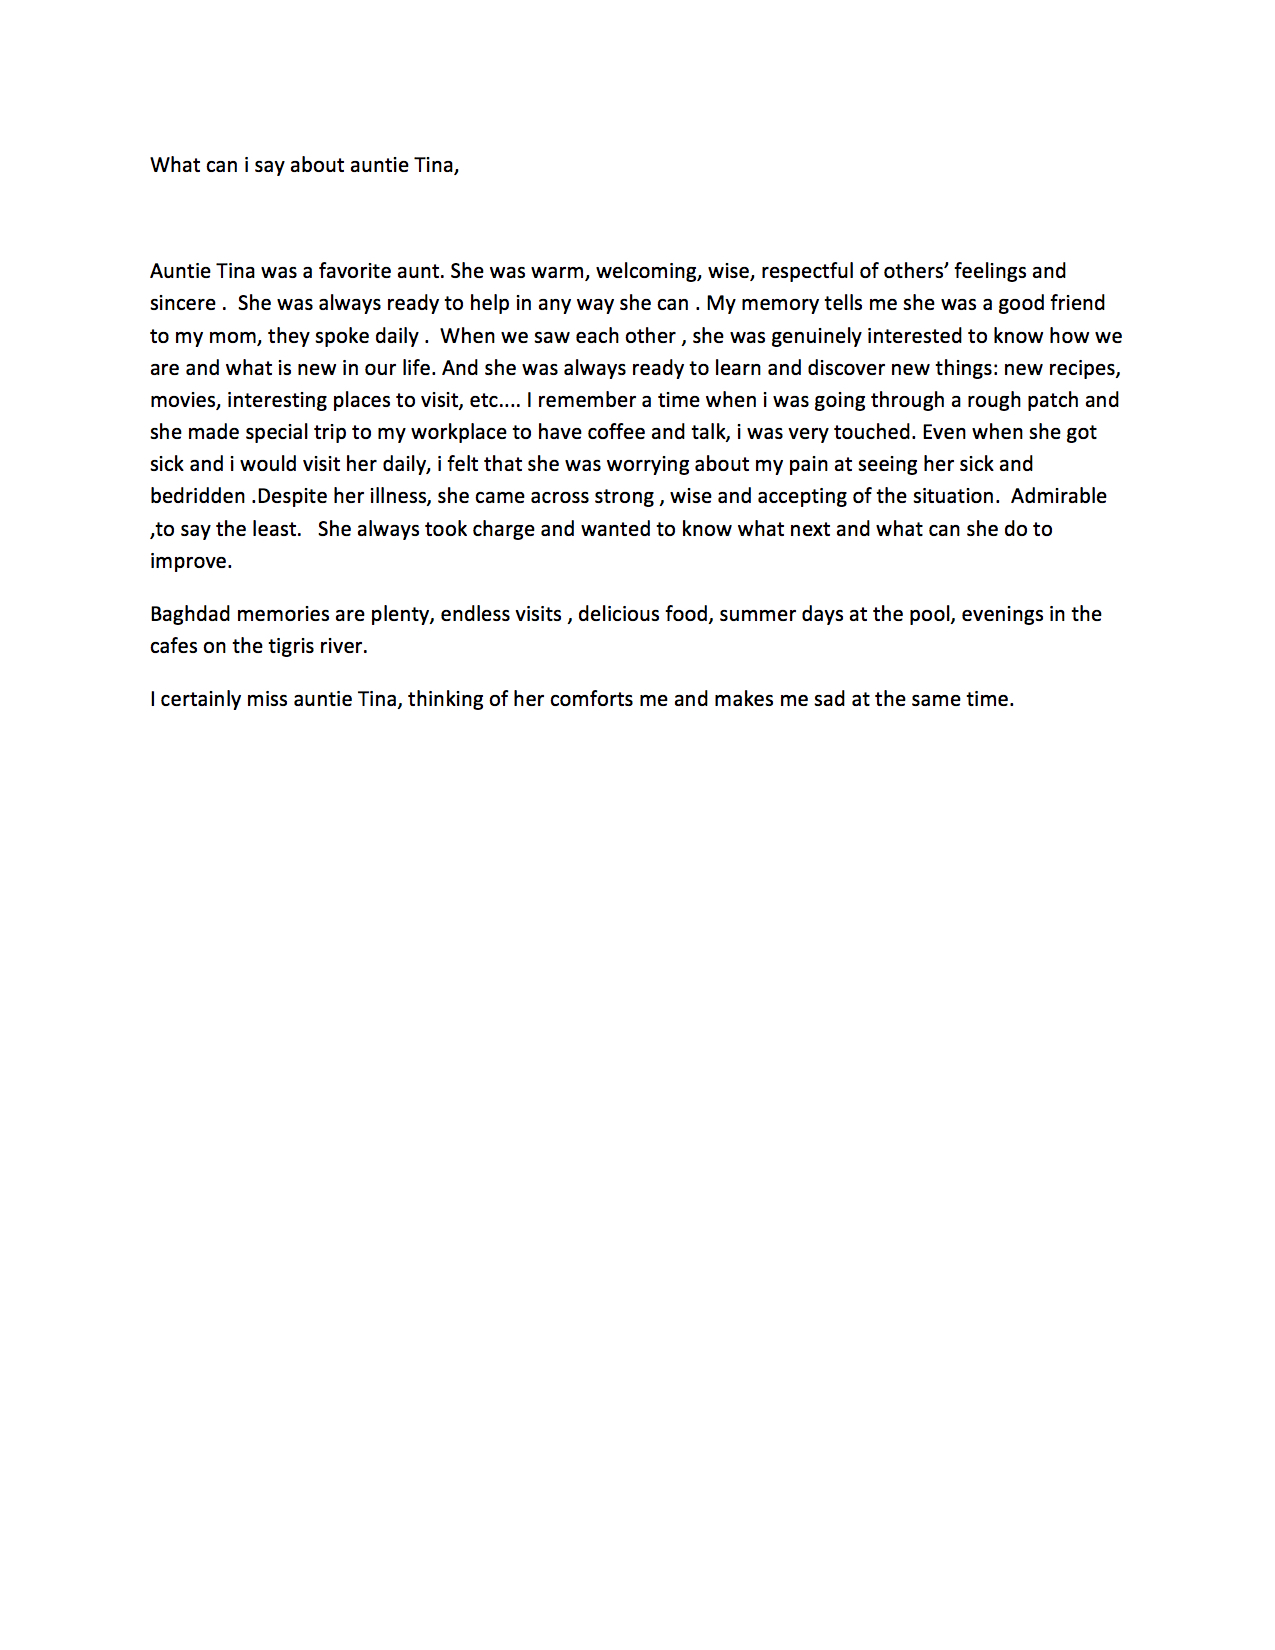 What can i say about auntie Tina,
Auntie Tina was a favorite aunt. She was warm, welcoming, wise, respectful of others’ feelings and
sincere .  She was always ready to help in any way she can . My memory tells me she was a good friend
to my mom, they spoke daily .  When we saw each other , she was genuinely interested to know how we
are and what is new in our life. And she was always ready to learn and discover new things: new recipes,
movies, interesting places to visit, etc.... I remember a time when i was going through a rough patch and
she made special trip to my workplace to have coffee and talk, i was very touched. Even when she got
sick and i would visit her daily, i felt that she was worrying about my pain at seeing her sick and
bedridden .Despite her illness, she came across strong , wise and accepting of the situation.  Admirable
,to say the least.   She always took charge and wanted to know what next and what can she do to
improve.
Baghdad memories are plenty, endless visits , delicious food, summer days at the pool, evenings in the
cafes on the tigris river.
I certainly miss auntie Tina, thinking of her comforts me and makes me sad at the same time.